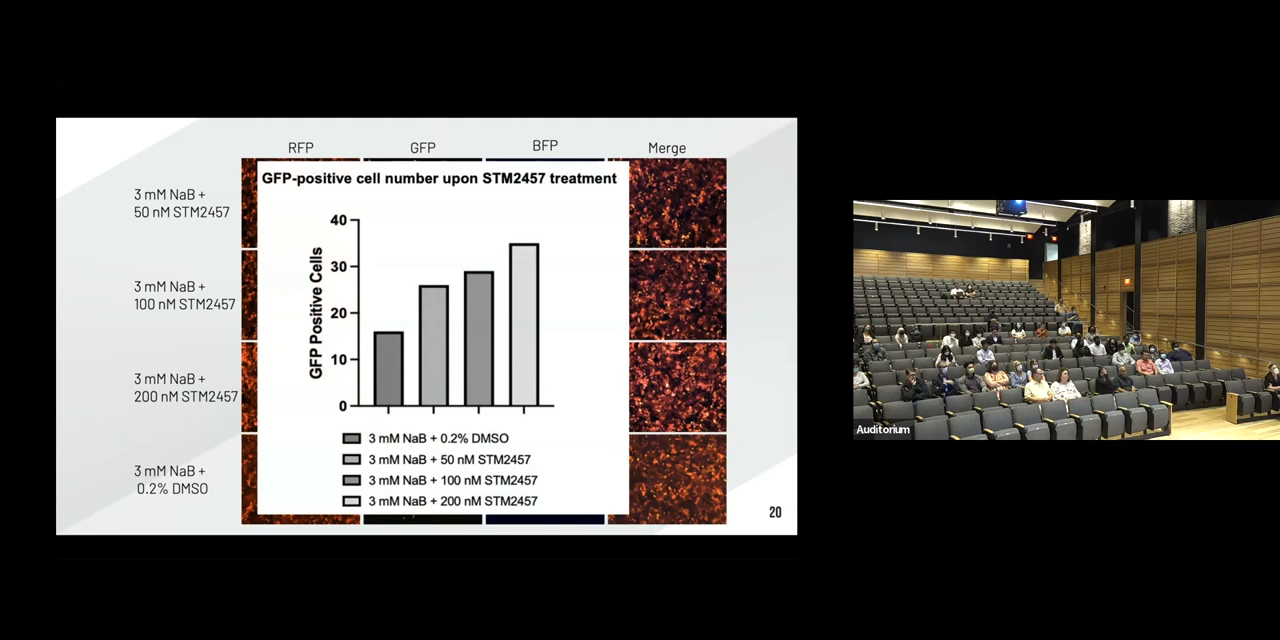 RFP GFP BFP Merge
3 mM NaB +
50 nM STM2457
3 mM NaB +
100 nM STM2457
3 mM NaB +
200 nM STM2457
3 mM NaB +
0.2% DMSO
GFP-positive cell number upon STM2457 treatment
GFP Positive Cells
40
30
20
10
0
3 mM NaB + 0.2% DMSO
3 mM NaB + 50 nM STM2457
3 mM NaB + 100 nM STM2457
3 mM NaB + 200 nM STM2457
20
Auditorium